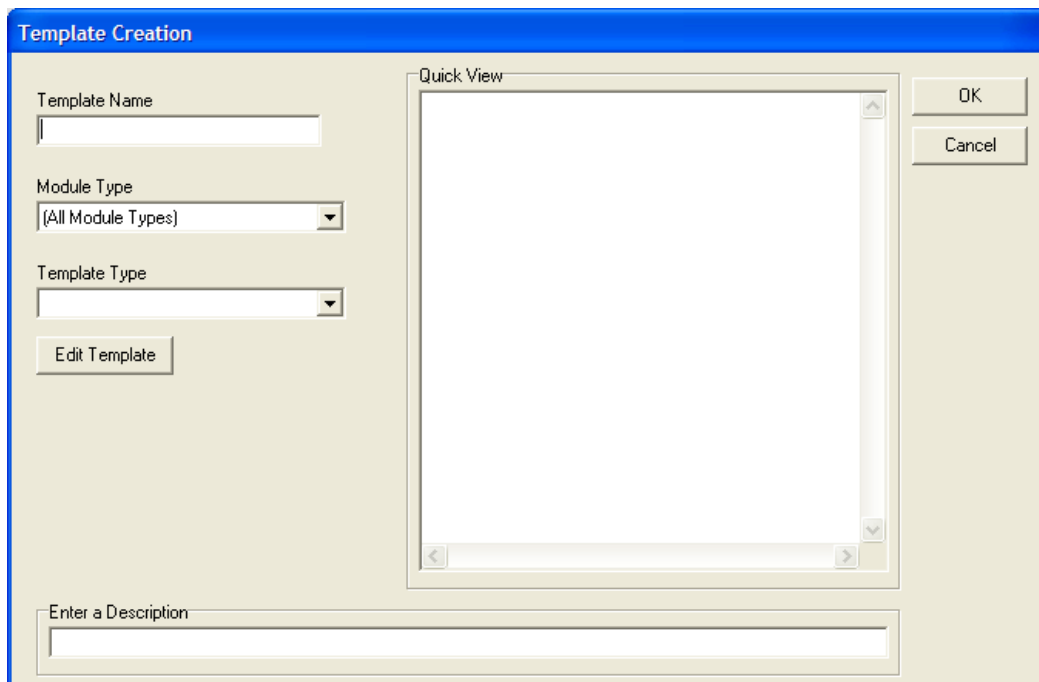 Template Creation
Template Name
Module Type
(All Module Types)
Template Type
Edit Template
Quick View
OK
Cancel
Enter a Description